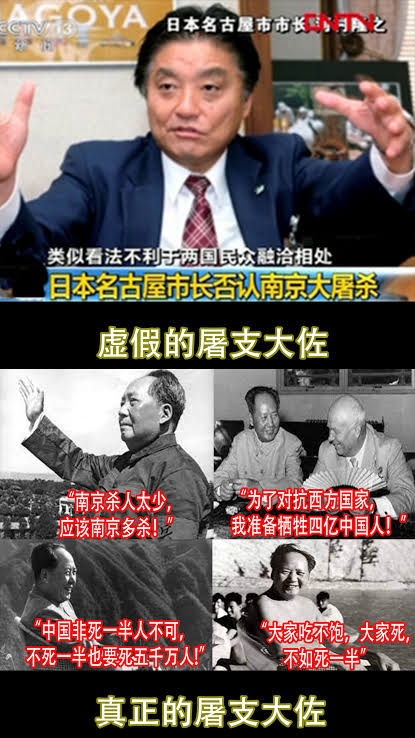 AGOYA
CCTV 13
新闻
日本名古屋市市长
CNTV
类似看法不利于两国民众融洽相处
日本名古屋市长否认南京大屠杀
虚假的屠支大佐
“南京杀人太少,
应该南京多杀！”
“为了对抗西方国家，
我准备牺牲四亿中国人！”
“中国非死一半人不可，
不死一半也要死五千万人!”
“大家吃不饱，大家死，
不如死一半”
真正的屠支大佐